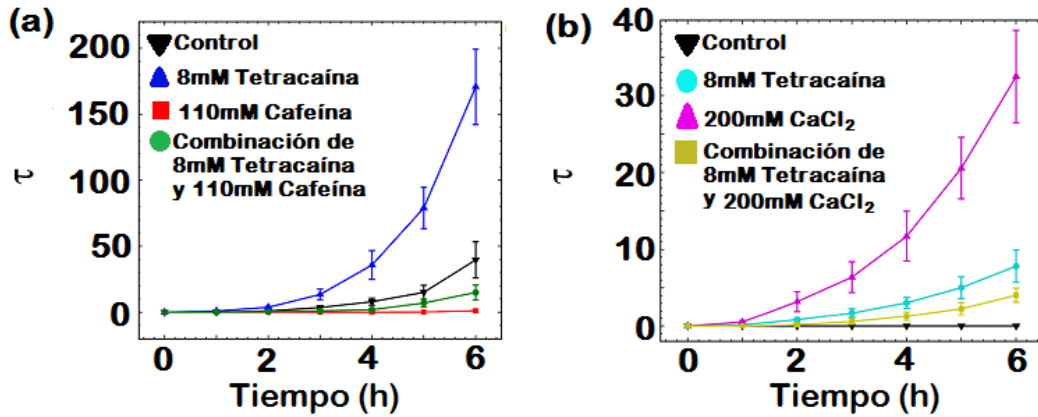 (a)
200
150
100
50
0
τ
Control
8mM Tetracaína
110mM Cafeína
Combinación de
8mM Tetracaína
y 110mM Cafeína
0 2 4 6
Tiempo (h)
(b)
40
30
20
10
0
τ
Control
8mM Tetracaína
200mM CaCl₂
Combinación de
8mM Tetracaína
y 200mM CaCl₂
0 2 4 6
Tiempo (h)